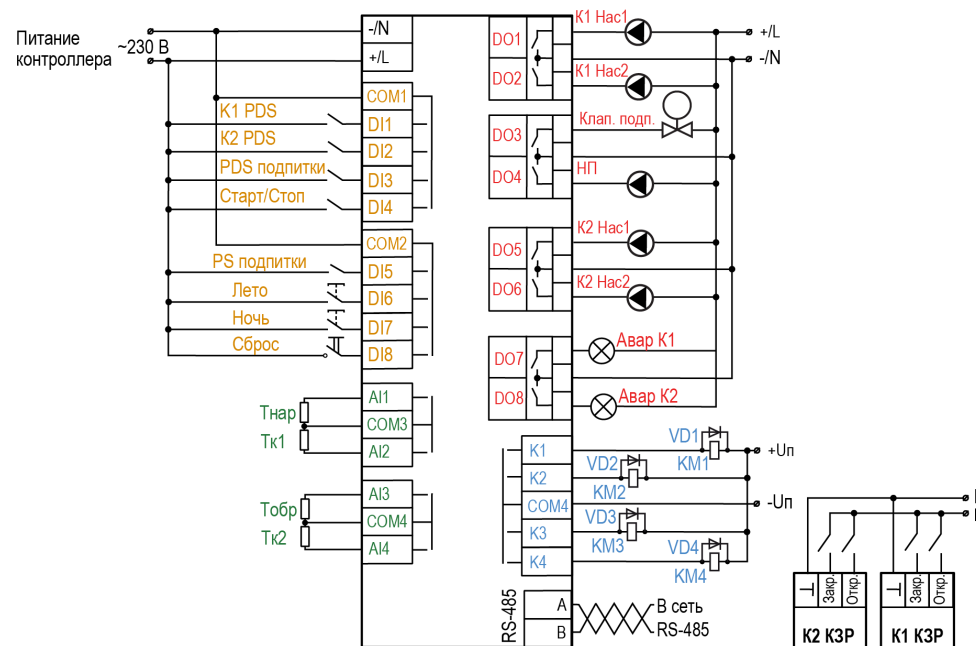 Питание
контроллера
~230 В
-/N
+/L
COM1
K1 PDS
DI1
K2 PDS
DI2
PDS подпитки
DI3
Старт/Стоп
DI4
COM2
PS подпитки
DI5
Лето
DI6
Ночь
DI7
Сброс
DI8
Тнар
AI1
COM3
Тк1
AI2
Тобр
AI3
COM4
Тк2
AI4
DO1
К1 Нас1
+/L
-/N
DO2
К1 Нас2
DO3
Клап. подп.
DO4
НП
DO5
К2 Нас1
DO6
К2 Нас2
DO7
Авар К1
DO8
Авар К2
K1
VD1
KM1
+Uп
K2
VD2
KM2
COM4
-Uп
K3
VD3
KM3
K4
VD4
KM4
RS-485
A
B
В сеть
RS-485
Закр.
Откр.
К2 КЗР
Закр.
Откр.
К1 КЗР